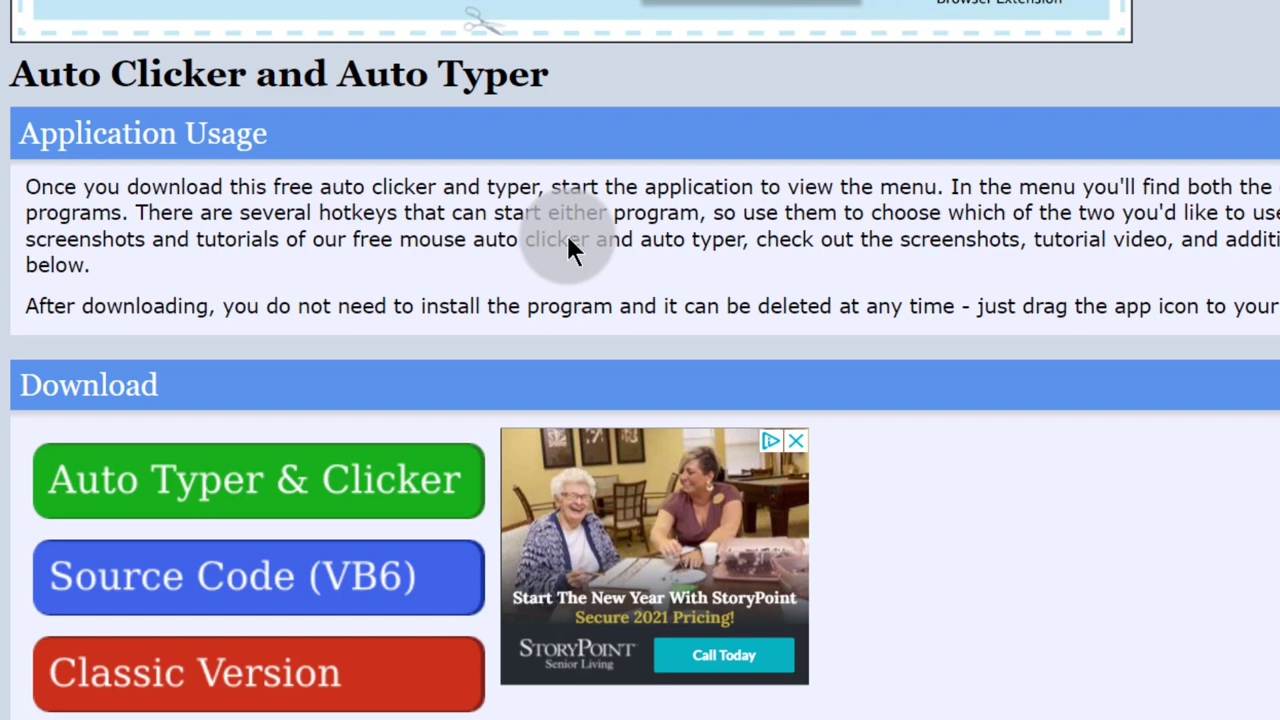 Browser Extension
Auto Clicker and Auto Typer
Application Usage
Once you download this free auto clicker and typer, start the application to view the menu. In the menu you'll find both the
programs. There are several hotkeys that can start either program, so use them to choose which of the two you'd like to use
screenshots and tutorials of our free mouse auto clicker and auto typer, check out the screenshots, tutorial video, and additi
below.
After downloading, you do not need to install the program and it can be deleted at any time - just drag the app icon to your
Download
Auto Typer & Clicker
Source Code (VB6)
Classic Version
Start The New Year With StoryPoint
Secure 2021 Pricing!
STORYPOINT
Senior Living
Call Today